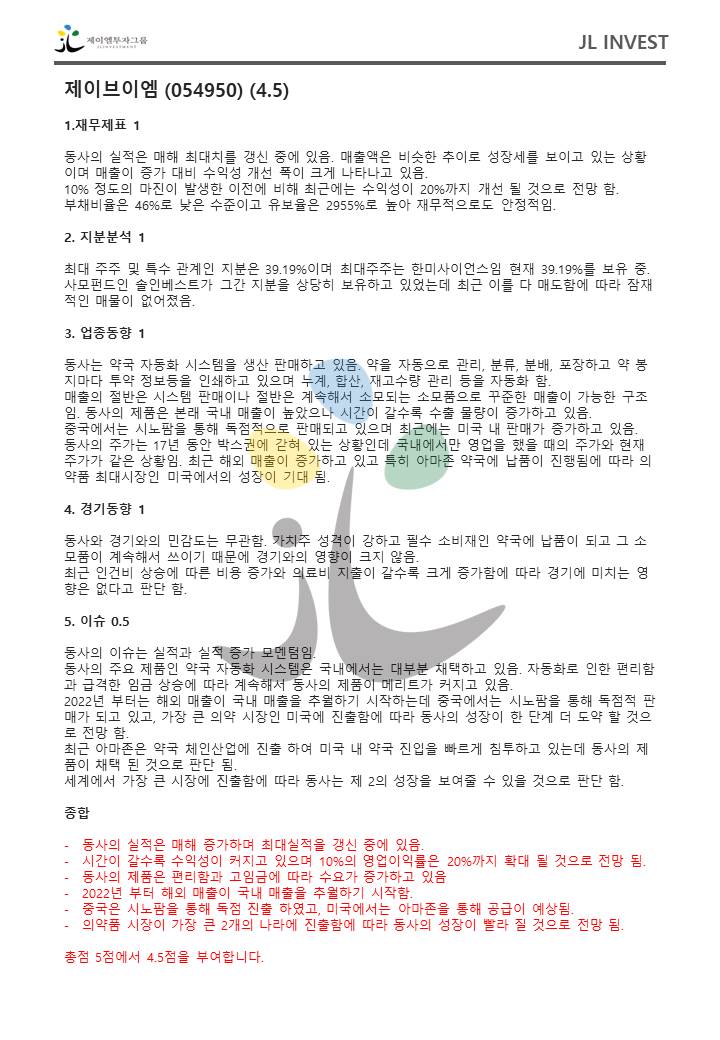 제이엘투자그룹
JLINVESTMENT
JL INVEST
제이브이엠 (054950) (4.5)
1.재무제표 1
동사의 실적은 매해 최대치를 갱신 중에 있음. 매출액은 비슷한 추이로 성장세를 보이고 있는 상황
이며 매출이 증가 대비 수익성 개선 폭이 크게 나타나고 있음.
10% 정도의 마진이 발생한 이전에 비해 최근에는 수익성이 20%까지 개선 될 것으로 전망 함.
부채비율은 46%로 낮은 수준이고 유보율은 2955%로 높아 재무적으로도 안정적임.
2. 지분분석 1
최대 주주 및 특수 관계인 지분은 39.19%이며 최대주주는 한미사이언스임 현재 39.19%를 보유 중.
사모펀드인 솔인베스트가 그간 지분을 상당히 보유하고 있었는데 최근 이를 다 매도함에 따라 잠재
적인 매물이 없어졌음.
3. 업종동향 1
동사는 약국 자동화 시스템을 생산 판매하고 있음. 약을 자동으로 관리, 분류, 분배, 포장하고 약 봉
지마다 투약 정보등을 인쇄하고 있으며 누계, 합산, 재고수량 관리 등을 자동화 함.
매출의 절반은 시스템 판매이나 절반은 계속해서 소모되는 소모품으로 꾸준한 매출이 가능한 구조
임. 동사의 제품은 본래 국내 매출이 높았으나 시간이 갈수록 수출 물량이 증가하고 있음.
중국에서는 시노팜을 통해 독점적으로 판매되고 있으며 최근에는 미국 내 판매가 증가하고 있음.
동사의 주가는 17년 동안 박스권에 갇혀 있는 상황인데 국내에서만 영업을 했을 때의 주가와 현재
주가가 같은 상황임. 최근 해외 매출이 증가하고 있고 특히 아마존 약국에 납품이 진행됨에 따라 의
약품 최대시장인 미국에서의 성장이 기대 됨.
4. 경기동향 1
동사와 경기와의 민감도는 무관함. 가치주 성격이 강하고 필수 소비재인 약국에 납품이 되고 그 소
모품이 계속해서 쓰이기 때문에 경기와의 영향이 크지 않음.
최근 인건비 상승에 따른 비용 증가와 의료비 지출이 갈수록 크게 증가함에 따라 경기에 미치는 영
향은 없다고 판단 함.
5. 이슈 0.5
동사의 이슈는 실적과 실적 증가 모멘텀임.
동사의 주요 제품인 약국 자동화 시스템은 국내에서는 대부분 채택하고 있음. 자동화로 인한 편리함
과 급격한 임금 상승에 따라 계속해서 동사의 제품이 메리트가 커지고 있음.
2022년 부터는 해외 매출이 국내 매출을 추월하기 시작하는데 중국에서는 시노팜을 통해 독점적 판
매가 되고 있고, 가장 큰 의약 시장인 미국에 진출함에 따라 동사의 성장이 한 단계 더 도약 할 것으
로 전망 함.
최근 아마존은 약국 체인산업에 진출 하여 미국 내 약국 진입을 빠르게 침투하고 있는데 동사의 제
품이 채택 된 것으로 판단 됨.
세계에서 가장 큰 시장에 진출함에 따라 동사는 제 2의 성장을 보여줄 수 있을 것으로 판단 함.
종합
- 동사의 실적은 매해 증가하며 최대실적을 갱신 중에 있음.
- 시간이 갈수록 수익성이 커지고 있으며 10%의 영업이익률은 20%까지 확대 될 것으로 전망 됨.
- 동사의 제품은 편리함과 고임금에 따라 수요가 증가하고 있음
- 2022년 부터 해외 매출이 국내 매출을 추월하기 시작함.
- 중국은 시노팜을 통해 독점 진출 하였고, 미국에서는 아마존을 통해 공급이 예상됨.
- 의약품 시장이 가장 큰 2개의 나라에 진출함에 따라 동사의 성장이 빨라 질 것으로 전망 됨.
총점 5점에서 4.5점을 부여합니다.